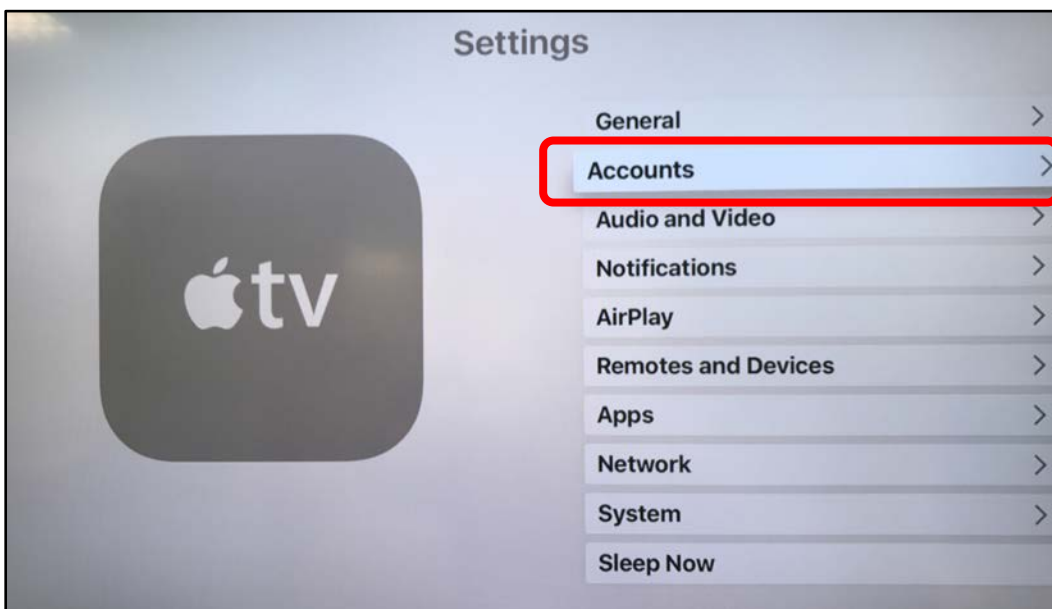 Settings
tv
General
Accounts
Audio and Video
Notifications
AirPlay
Remotes and Devices
Apps
Network
System
Sleep Now